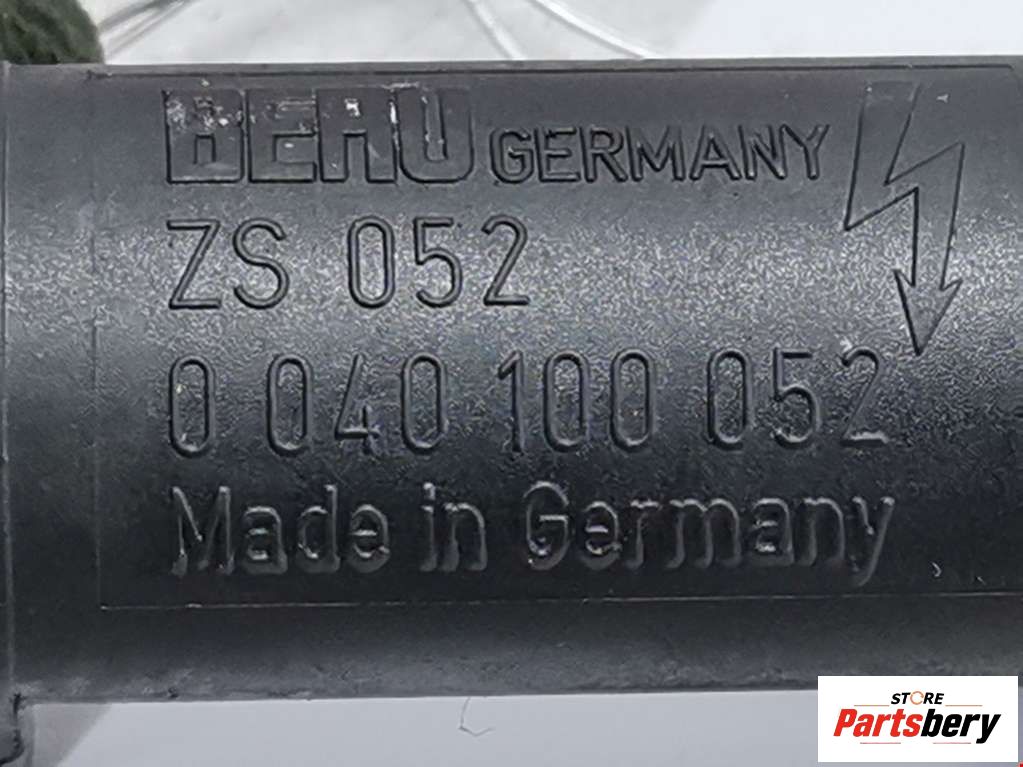 BERU GERMANY
ZS 052
0 040 100 052
Made in Germany
STORE
Partsbery